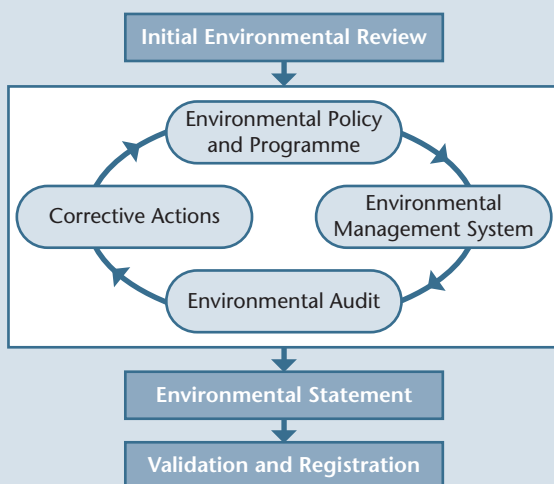 Initial Environmental Review
Environmental Policy
and Programme
Corrective Actions
Environmental
Management System
Environmental Audit
Environmental Statement
Validation and Registration